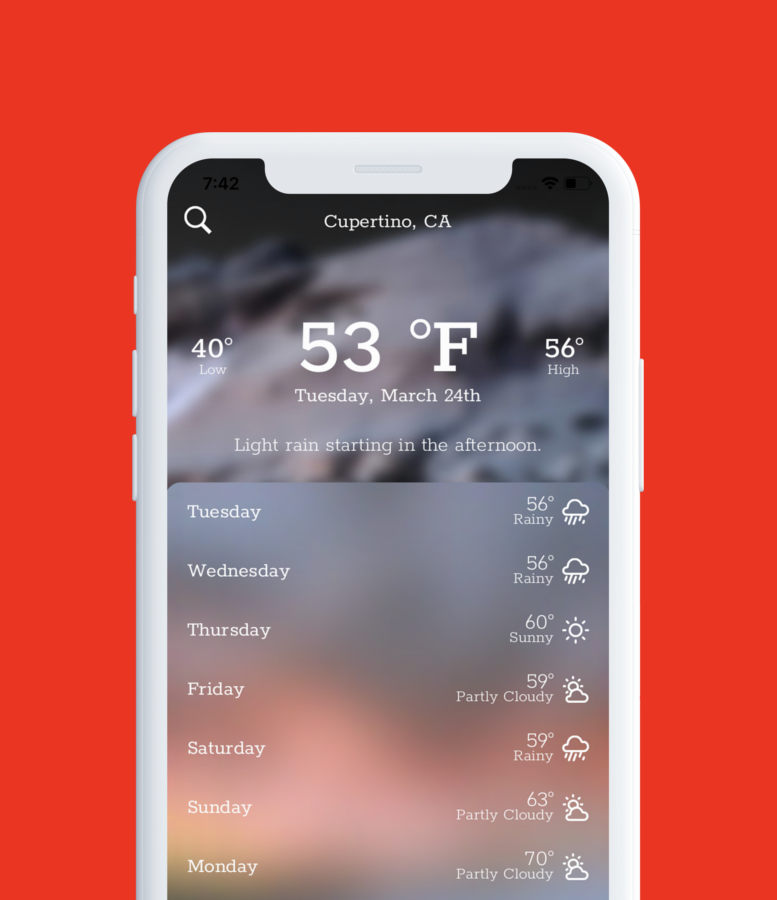 7:42
Cupertino, CA
53 °F
40°
Low
56°
High
Tuesday, March 24th
Light rain starting in the afternoon.
Tuesday
56°
Rainy
Wednesday
56°
Rainy
Thursday
60°
Sunny
Friday
59°
Partly Cloudy
Saturday
59°
Rainy
Sunday
63°
Partly Cloudy
Monday
70°
Partly Cloudy